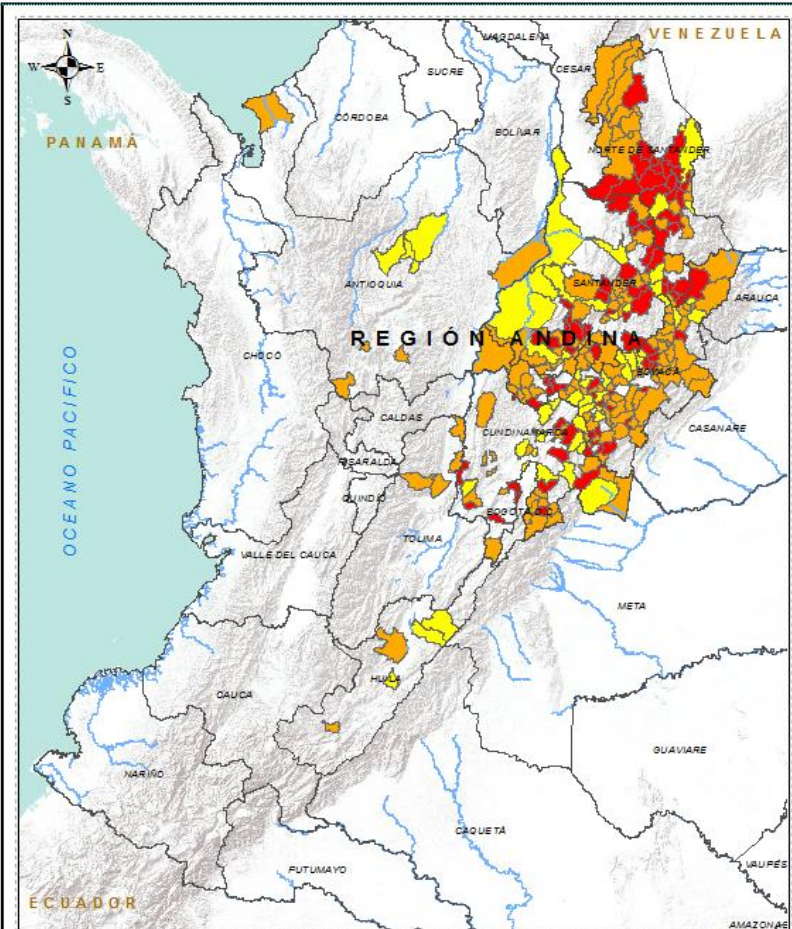 VENEZUELA
N
W E
S
MAGDALENA
CESAR
SUCRE
CÓRDOBA
BOLÍVAR
PANAMÁ
NORTE DE SANTANDER
ANTIOQUIA
SANTANDER
ARAUCA
REGIÓN ANDINA
CHOCÓ
BOYACÁ
OCEANO PACIFICO
CALDAS
CUNDINAMARCA
CASANARE
RISARALDA
QUINDÍO
BOGOTÁ D.C.
TOLIMA
VALLE DEL CAUCA
META
HUILA
CAUCA
GUAVIARE
NARIÑO
CAQUETÁ
PUTUMAYO
VAUPÉS
ECUADOR
AMAZONE